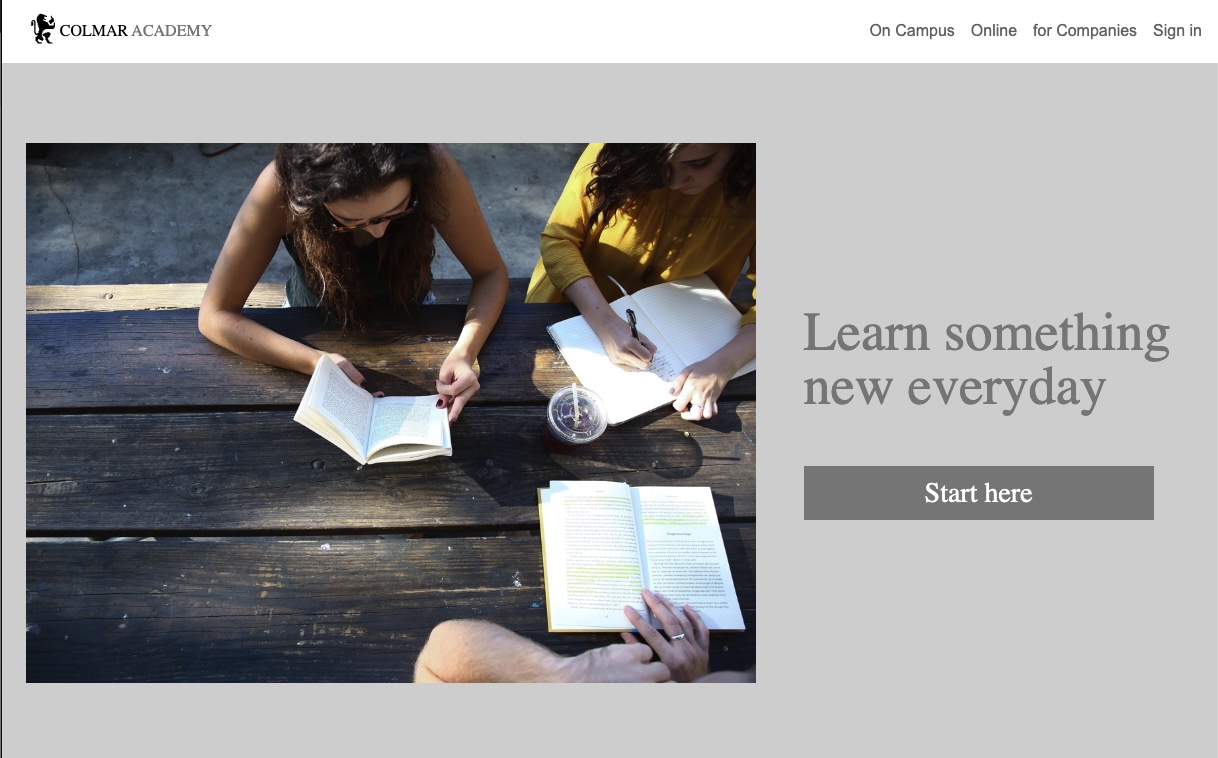 COLMAR ACADEMY
On Campus Online for Companies Sign in
Learn something
new everyday
Start here